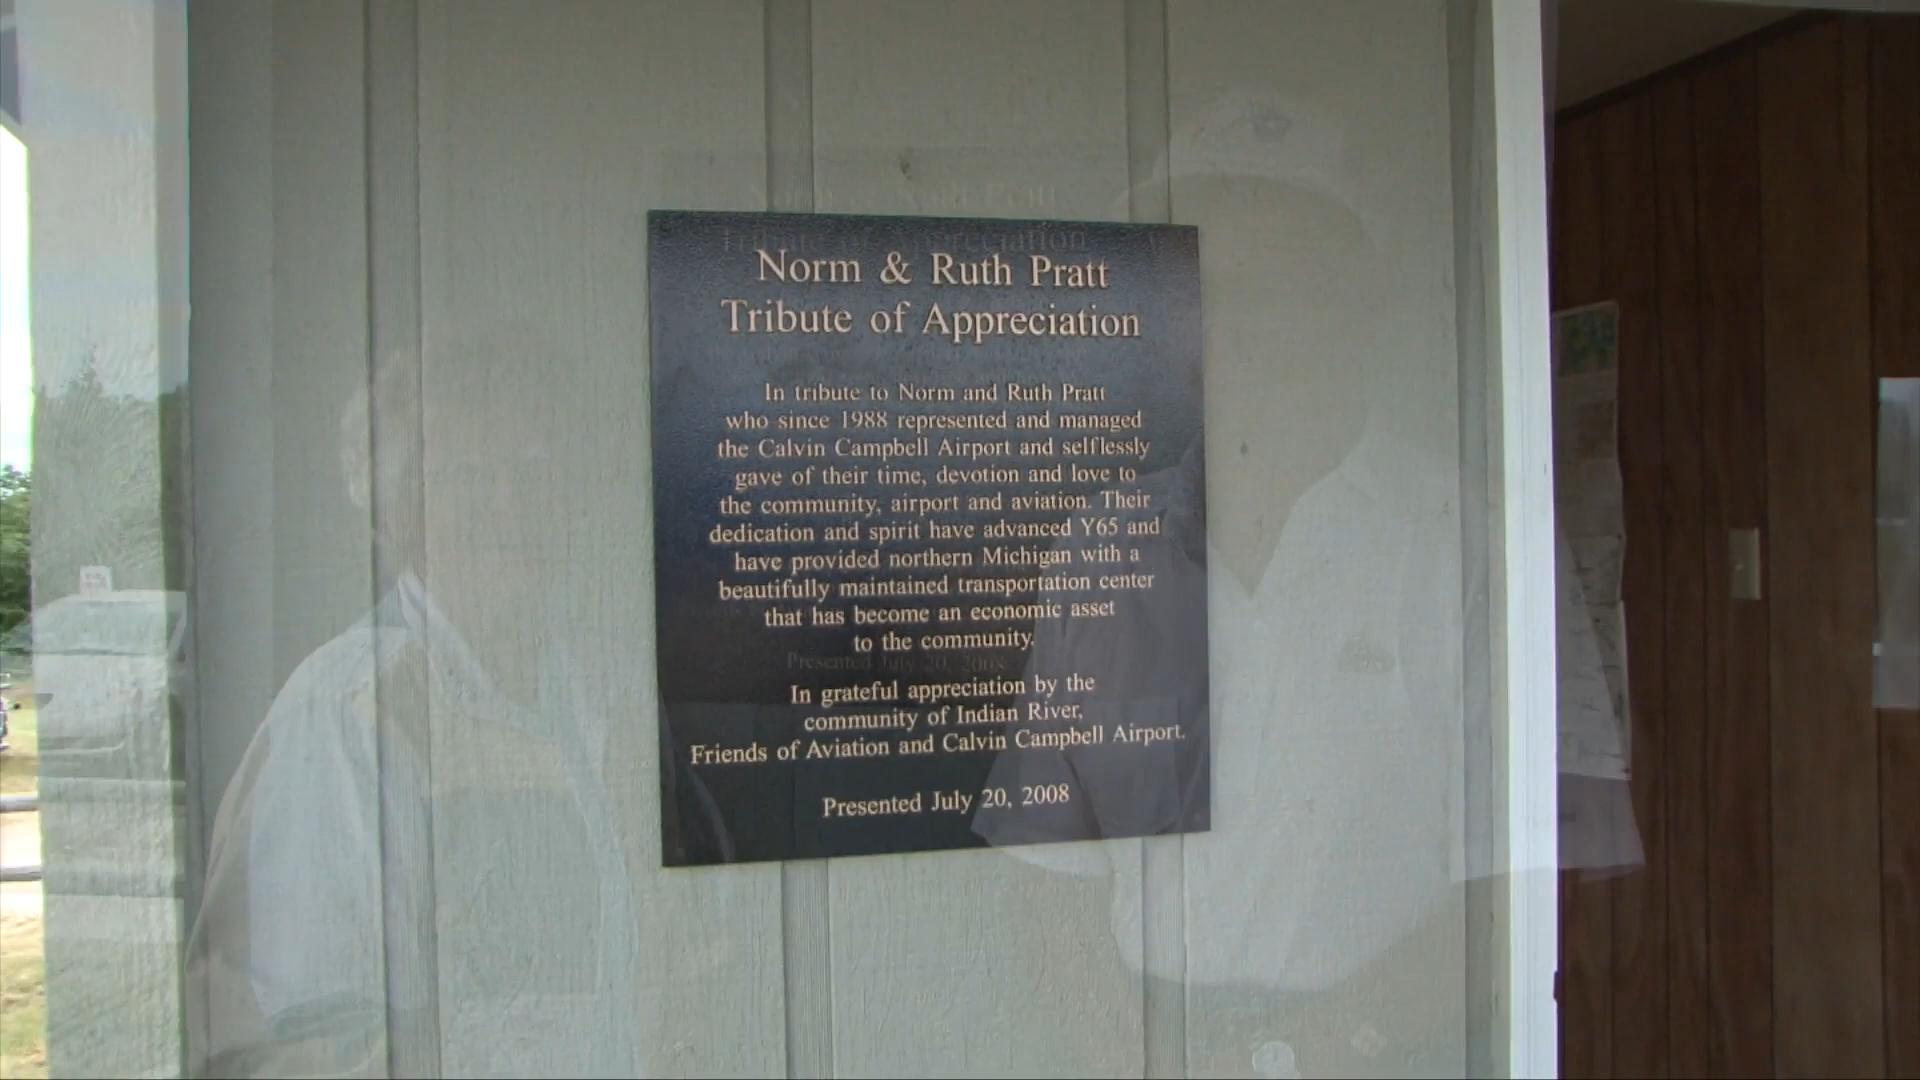 Norm & Ruth Pratt
Tribute of Appreciation
In tribute to Norm and Ruth Pratt
who since 1988 represented and managed
the Calvin Campbell Airport and selflessly
gave of their time, devotion and love to
the community, airport and aviation. Their
dedication and spirit have advanced Y65 and
have provided northern Michigan with a
beautifully maintained transportation center
that has become an economic asset
to the community.
In grateful appreciation by the
community of Indian River,
Friends of Aviation and Calvin Campbell Airport.
Presented July 20, 2008